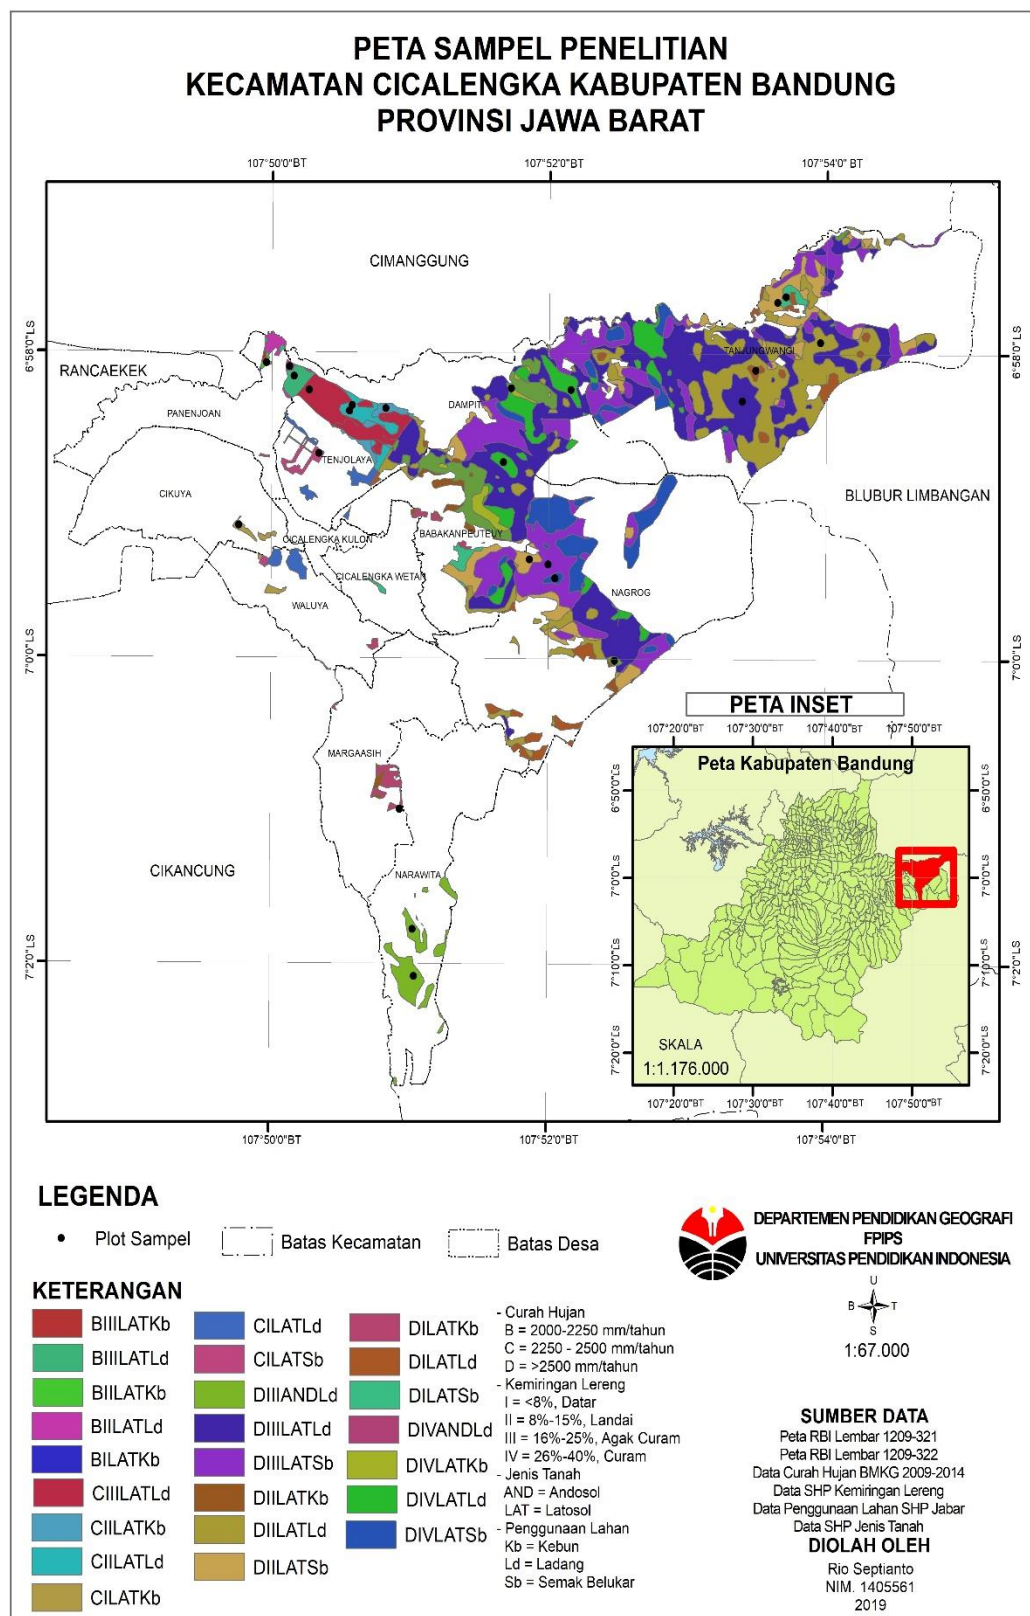 PETA SAMPEL PENELITIAN
KECAMATAN CICALENGKA KABUPATEN BANDUNG
PROVINSI JAWA BARAT
107°50'0"BT
107°52'0"BT
107°54'0"BT
CIMANGGUNG
6°58'0"LS
6°58'0"LS
RANCAEKEK
TANJUNGWANGI
PANENJOAN
DAMPIT
TENJOLAYA
CIKUYA
BLUBUR LIMBANGAN
CICALENGKA KULON
BABAKANPEUTEUY
CICALENGKA WETAN
WALUYA
NAGROG
7°0'0"LS
7°0'0"LS
PETA INSET
107°20'0"BT
107°30'0"BT
107°40'0"BT
107°50'0"BT
MARGAASIH
Peta Kabupaten Bandung
6°50'0"LS
6°50'0"LS
CIKANCUNG
NARAWITA
7°0'0"LS
7°0'0"LS
7°2'0"LS
7°10'0"LS
7°10'0"LS
7°2'0"LS
SKALA
1:1.176.000
7°20'0"LS
7°20'0"LS
107°20'0"BT
107°30'0"BT
107°40'0"BT
107°50'0"BT
107°50'0"BT
107°52'0"BT
107°54'0"BT
LEGENDA
Plot Sampel
Batas Kecamatan
Batas Desa
KETERANGAN
BIIILATKb
BIIILATLd
BIILATKb
BIILATLd
BILATKb
CIIILATLd
CIILATKb
CIILATLd
CILATKb
CILATLd
CILATSb
DIIIANDLd
DIIILATLd
DIIILATSb
DIILATKb
DIILATLd
DIILATSb
DILATKb
DILATLd
DILATSb
DIVANDLd
DIVLATKb
DIVLATLd
DIVLATSb
- Curah Hujan
B = 2000-2250 mm/tahun
C = 2250 - 2500 mm/tahun
D = >2500 mm/tahun
- Kemiringan Lereng
I = <8%, Datar
II = 8%-15%, Landai
III = 16%-25%, Agak Curam
IV = 26%-40%, Curam
- Jenis Tanah
AND = Andosol
LAT = Latosol
- Penggunaan Lahan
Kb = Kebun
Ld = Ladang
Sb = Semak Belukar
DEPARTEMEN PENDIDIKAN GEOGRAFI
FPIPS
UNIVERSITAS PENDIDIKAN INDONESIA
U
B
T
S
1:67.000
SUMBER DATA
Peta RBI Lembar 1209-321
Peta RBI Lembar 1209-322
Data Curah Hujan BMKG 2009-2014
Data SHP Kemiringan Lereng
Data Penggunaan Lahan SHP Jabar
Data SHP Jenis Tanah
DIOLAH OLEH
Rio Septianto
NIM. 1405561
2019